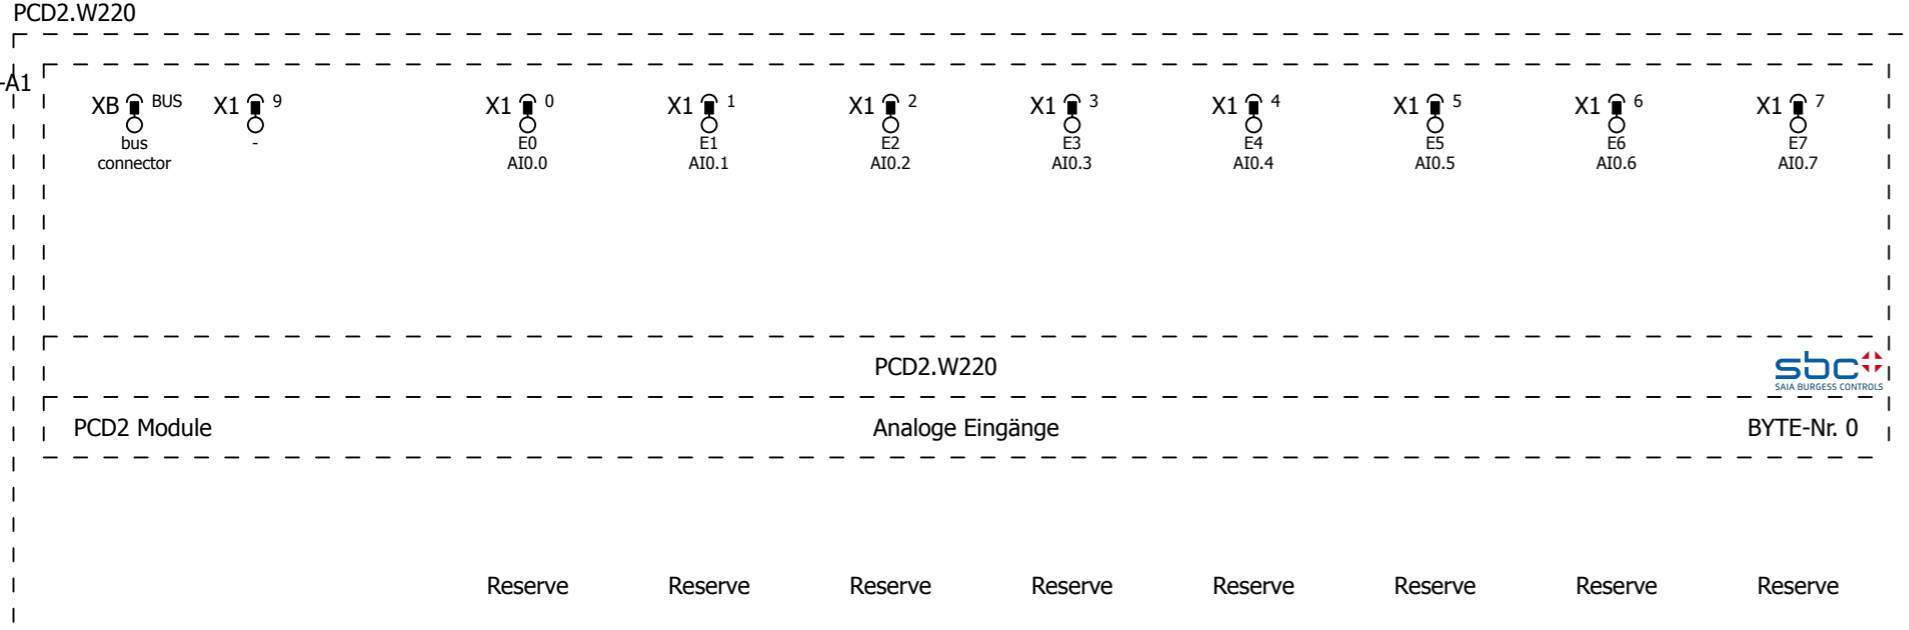 PCD2.W220
-A1
XB BUS X1 9 X1 0 X1 1 X1 2 X1 3 X1 4 X1 5 X1 6 X1 7
bus - E0 E1 E2 E3 E4 E5 E6 E7
connector AI0.0 AI0.1 AI0.2 AI0.3 AI0.4 AI0.5 AI0.6 AI0.7
PCD2.W220
sbc
SAIA BURGESS CONTROLS
PCD2 Module Analoge Eingänge BYTE-Nr. 0
Reserve Reserve Reserve Reserve Reserve Reserve Reserve Reserve